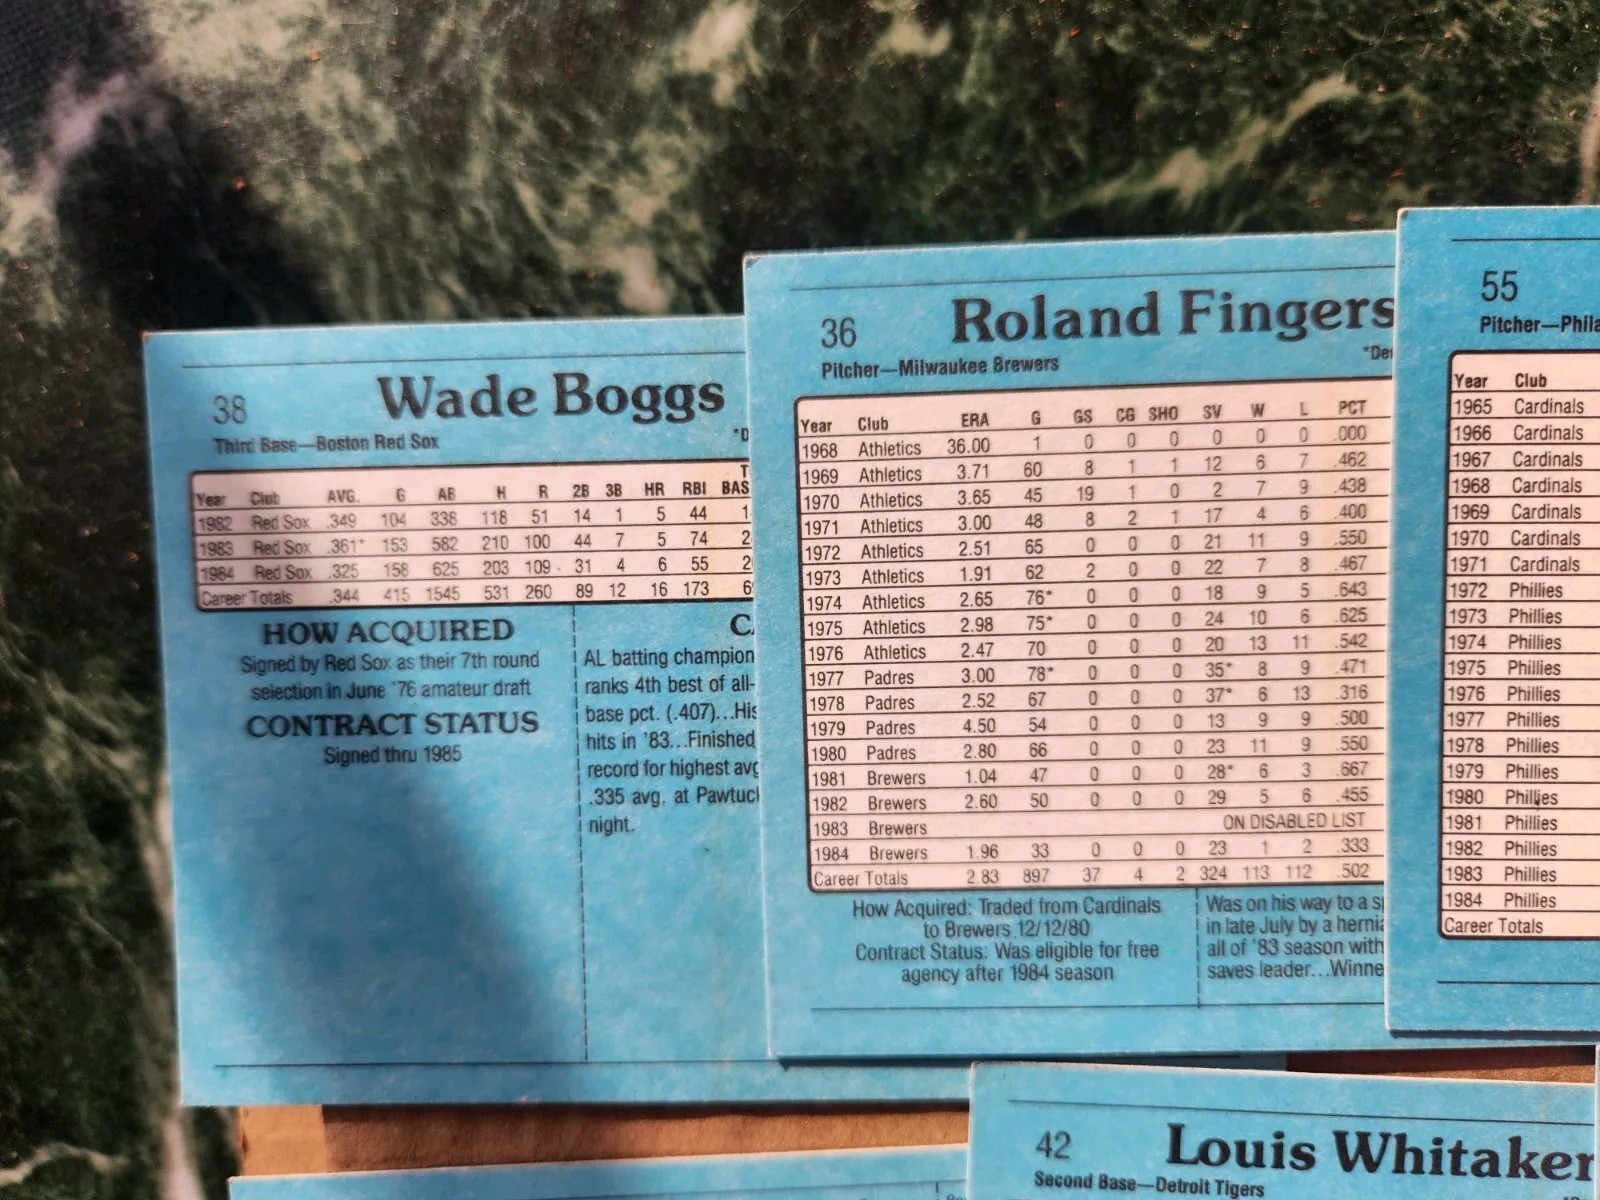 38 Wade Boggs
Third Base—Boston Red Sox *D
T
Year Club AVG. G AB H R 2B 3B HR RBI BAS
1982 Red Sox .349 104 338 118 51 14 1 5 44 1
1983 Red Sox .361* 153 582 210 100 44 7 5 74 2
1984 Red Sox .325 158 625 203 109 31 4 6 55 2
Career Totals .344 415 1545 531 260 89 12 16 173 6
HOW ACQUIRED
Signed by Red Sox as their 7th round
selection in June '76 amateur draft
CONTRACT STATUS
Signed thru 1985
C
AL batting champion
ranks 4th best of all-
base pct. (.407)...His
hits in '83...Finished
record for highest avg
.335 avg. at Pawtuck
night.
36 Roland Fingers
Pitcher—Milwaukee Brewers *De
Year Club ERA G GS CG SHO SV W L PCT
1968 Athletics 36.00 1 0 0 0 0 0 0 .000
1969 Athletics 3.71 60 8 1 1 12 6 7 .462
1970 Athletics 3.65 45 19 1 0 2 7 9 .438
1971 Athletics 3.00 48 8 2 1 17 4 6 .400
1972 Athletics 2.51 65 0 0 0 21 11 9 .550
1973 Athletics 1.91 62 2 0 0 22 7 8 .467
1974 Athletics 2.65 76* 0 0 0 18 9 5 .643
1975 Athletics 2.98 75* 0 0 0 24 10 6 .625
1976 Athletics 2.47 70 0 0 0 20 13 11 .542
1977 Padres 3.00 78* 0 0 0 35* 8 9 .471
1978 Padres 2.52 67 0 0 0 37* 6 13 .316
1979 Padres 4.50 54 0 0 0 13 9 9 .500
1980 Padres 2.80 66 0 0 0 23 11 9 .550
1981 Brewers 1.04 47 0 0 0 28* 6 3 .667
1982 Brewers 2.60 50 0 0 0 29 5 6 .455
1983 Brewers ON DISABLED LIST
1984 Brewers 1.96 33 0 0 0 23 1 2 .333
Career Totals 2.83 897 37 4 2 324 113 112 .502
How Acquired: Traded from Cardinals
to Brewers 12/12/80
Contract Status: Was eligible for free
agency after 1984 season
Was on his way to a sp
in late July by a hernia
all of '83 season with
saves leader...Winne
55
Pitcher—Phila
Year Club
1965 Cardinals
1966 Cardinals
1967 Cardinals
1968 Cardinals
1969 Cardinals
1970 Cardinals
1971 Cardinals
1972 Phillies
1973 Phillies
1974 Phillies
1975 Phillies
1976 Phillies
1977 Phillies
1978 Phillies
1979 Phillies
1980 Phillies
1981 Phillies
1982 Phillies
1983 Phillies
1984 Phillies
Career Totals
42 Louis Whitaker
Second Base—Detroit Tigers